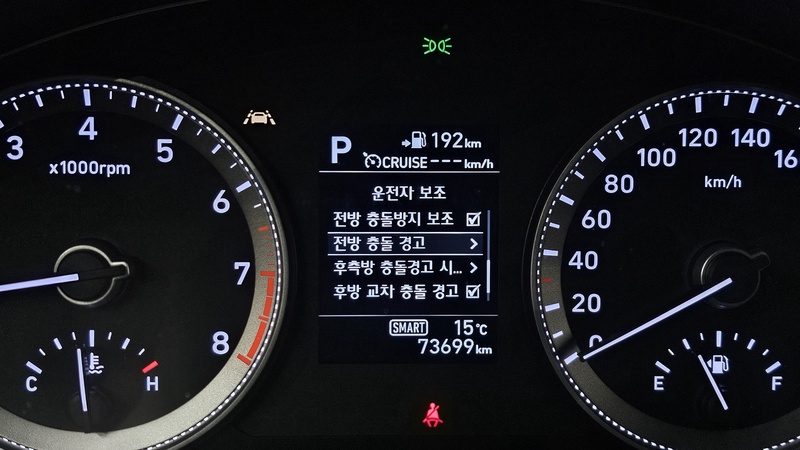 3
4
5
6
7
8
x1000rpm
C
H
P
192km
CRUISE ---km/h
운전자 보조
전방 충돌방지 보조
전방 충돌 경고 >
후측방 충돌경고 시... >
후방 교차 충돌 경고
SMART 15℃
73699km
0
20
40
60
80
100
120
140
16
km/h
E
F